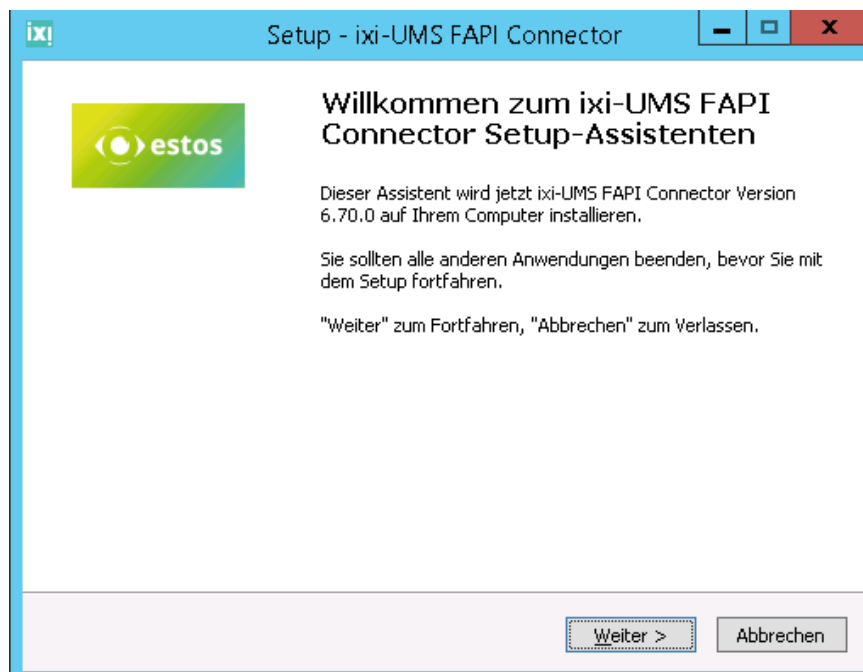 ixi
Setup - ixi-UMS FAPI Connector
estos
Willkommen zum ixi-UMS FAPI
Connector Setup-Assistenten
Dieser Assistent wird jetzt ixi-UMS FAPI Connector Version
6.70.0 auf Ihrem Computer installieren.
Sie sollten alle anderen Anwendungen beenden, bevor Sie mit
dem Setup fortfahren.
"Weiter" zum Fortfahren, "Abbrechen" zum Verlassen.
Weiter >
Abbrechen